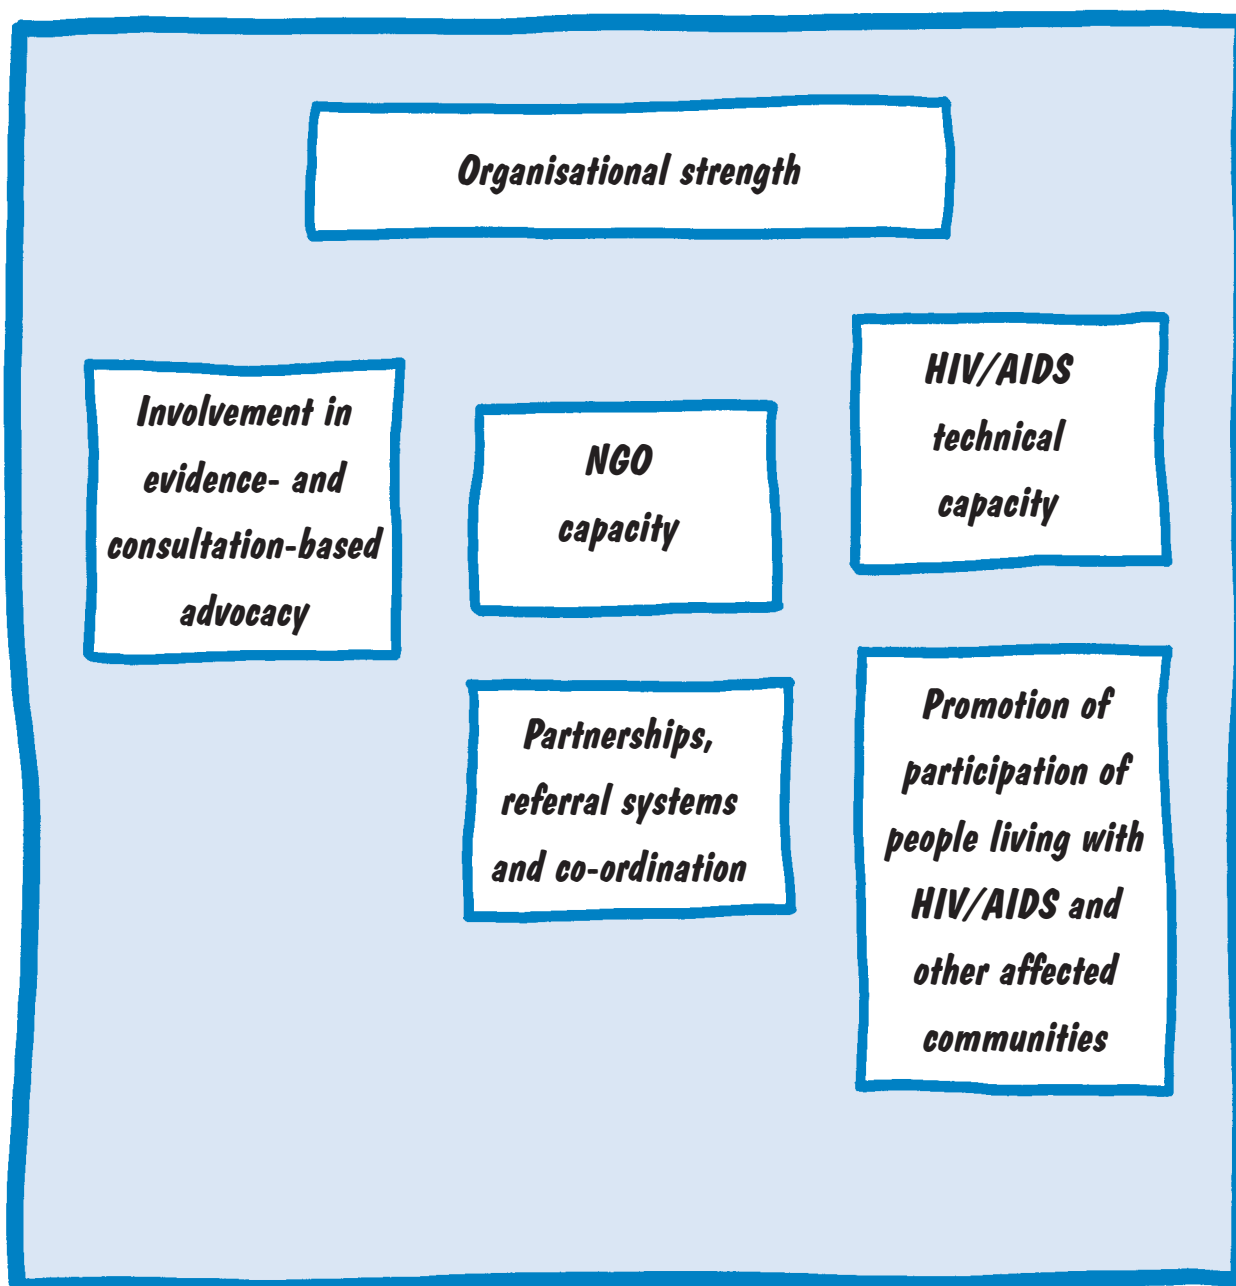 Organisational strength
Involvement in
evidence- and
consultation-based
advocacy
NGO
capacity
HIV/AIDS
technical
capacity
Partnerships,
referral systems
and co-ordination
Promotion of
participation of
people living with
HIV/AIDS and
other affected
communities